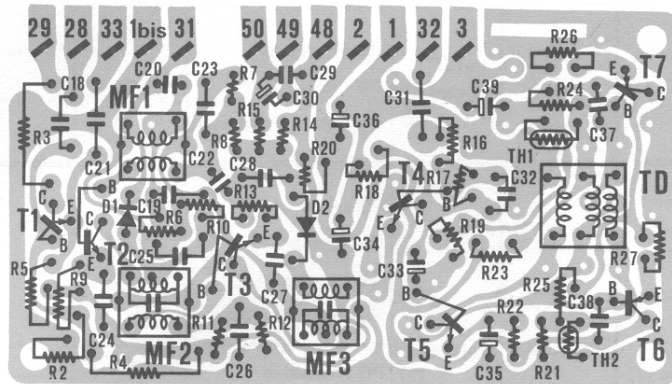 29 28 33 1bis 31 50 49 48 2 1 32 3
R26
C18 C20 C23 R7 C29 E T7
MF1 C30 C31 C39 R24 C
R3 R15 C36 B C37
R8 R14 R16 TH1
C21 C22 C28 R20 T4 R17
C B R13 R18 C32 TD
T1 E D1 C19 R6 D2 B E
C R10 C R19
B T2 C25 E C34
R5 E C T3 R23 R27
R9 C33 R25 E
B C27 B C38 B
C24 R11 R12 C R22 C
R4 MF2 T5 T6
R2 C26 MF3 E C35 R21 TH2